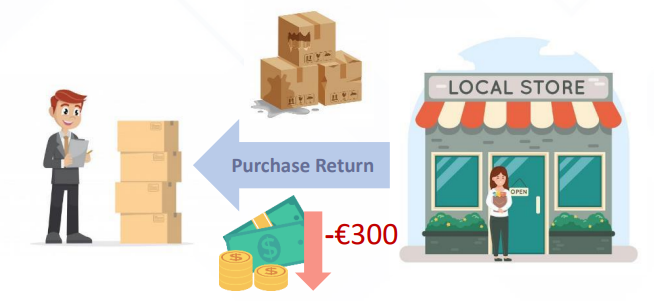 LOCAL STORE
Purchase Return
OPEN
-€300